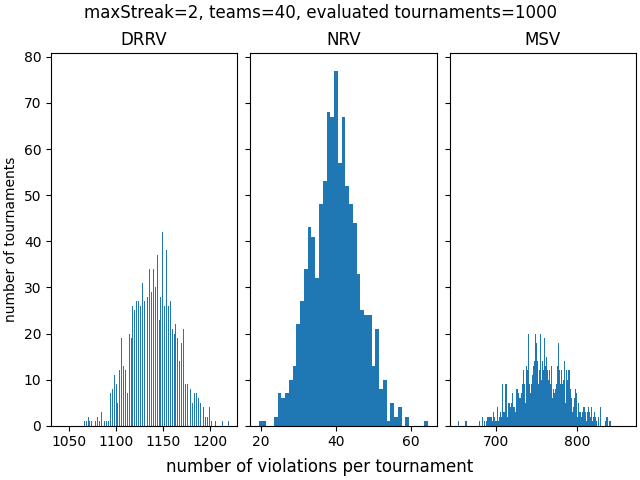 maxStreak=2, teams=40, evaluated tournaments=1000
DRRV NRV MSV
number of tournaments
80
70
60
50
40
30
20
10
0
1050 1100 1150 1200 20 40 60 700 800
number of violations per tournament